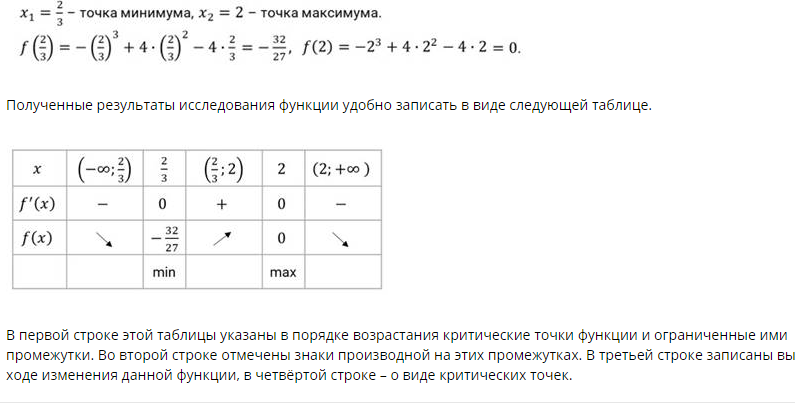 x₁ = 2/3 – точка минимума, x₂ = 2 – точка максимума.
f(2/3) = −(2/3)³ + 4 · (2/3)² − 4 · 2/3 = −32/27, f(2) = −2³ + 4 · 2² − 4 · 2 = 0.
Полученные результаты исследования функции удобно записать в виде следующей таблице.
x (−∞; 2/3) 2/3 (2/3; 2) 2 (2; +∞ )
f′(x) − 0 + 0 −
f(x) ↘ −32/27 ↗ 0 ↘
min max
В первой строке этой таблицы указаны в порядке возрастания критические точки функции и ограниченные ими
промежутки. Во второй строке отмечены знаки производной на этих промежутках. В третьей строке записаны вы
ходе изменения данной функции, в четвёртой строке – о виде критических точек.